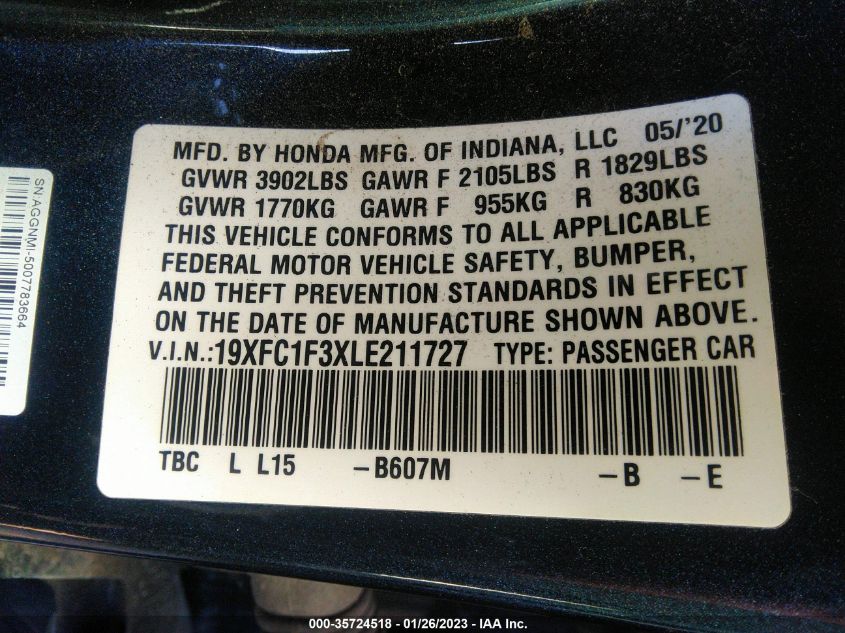 MFD. BY HONDA MFG. OF INDIANA, LLC 05/'20
GVWR 3902LBS GAWR F 2105LBS R 1829LBS
GVWR 1770KG GAWR F 955KG R 830KG
THIS VEHICLE CONFORMS TO ALL APPLICABLE
FEDERAL MOTOR VEHICLE SAFETY, BUMPER,
AND THEFT PREVENTION STANDARDS IN EFFECT
ON THE DATE OF MANUFACTURE SHOWN ABOVE.
V.I.N.:19XFC1F3XLE211727 TYPE: PASSENGER CAR
TBC L L15 –B607M –B –E
SN:AGGNMI-5007783664
000-35724518 - 01/26/2023 - IAA Inc.